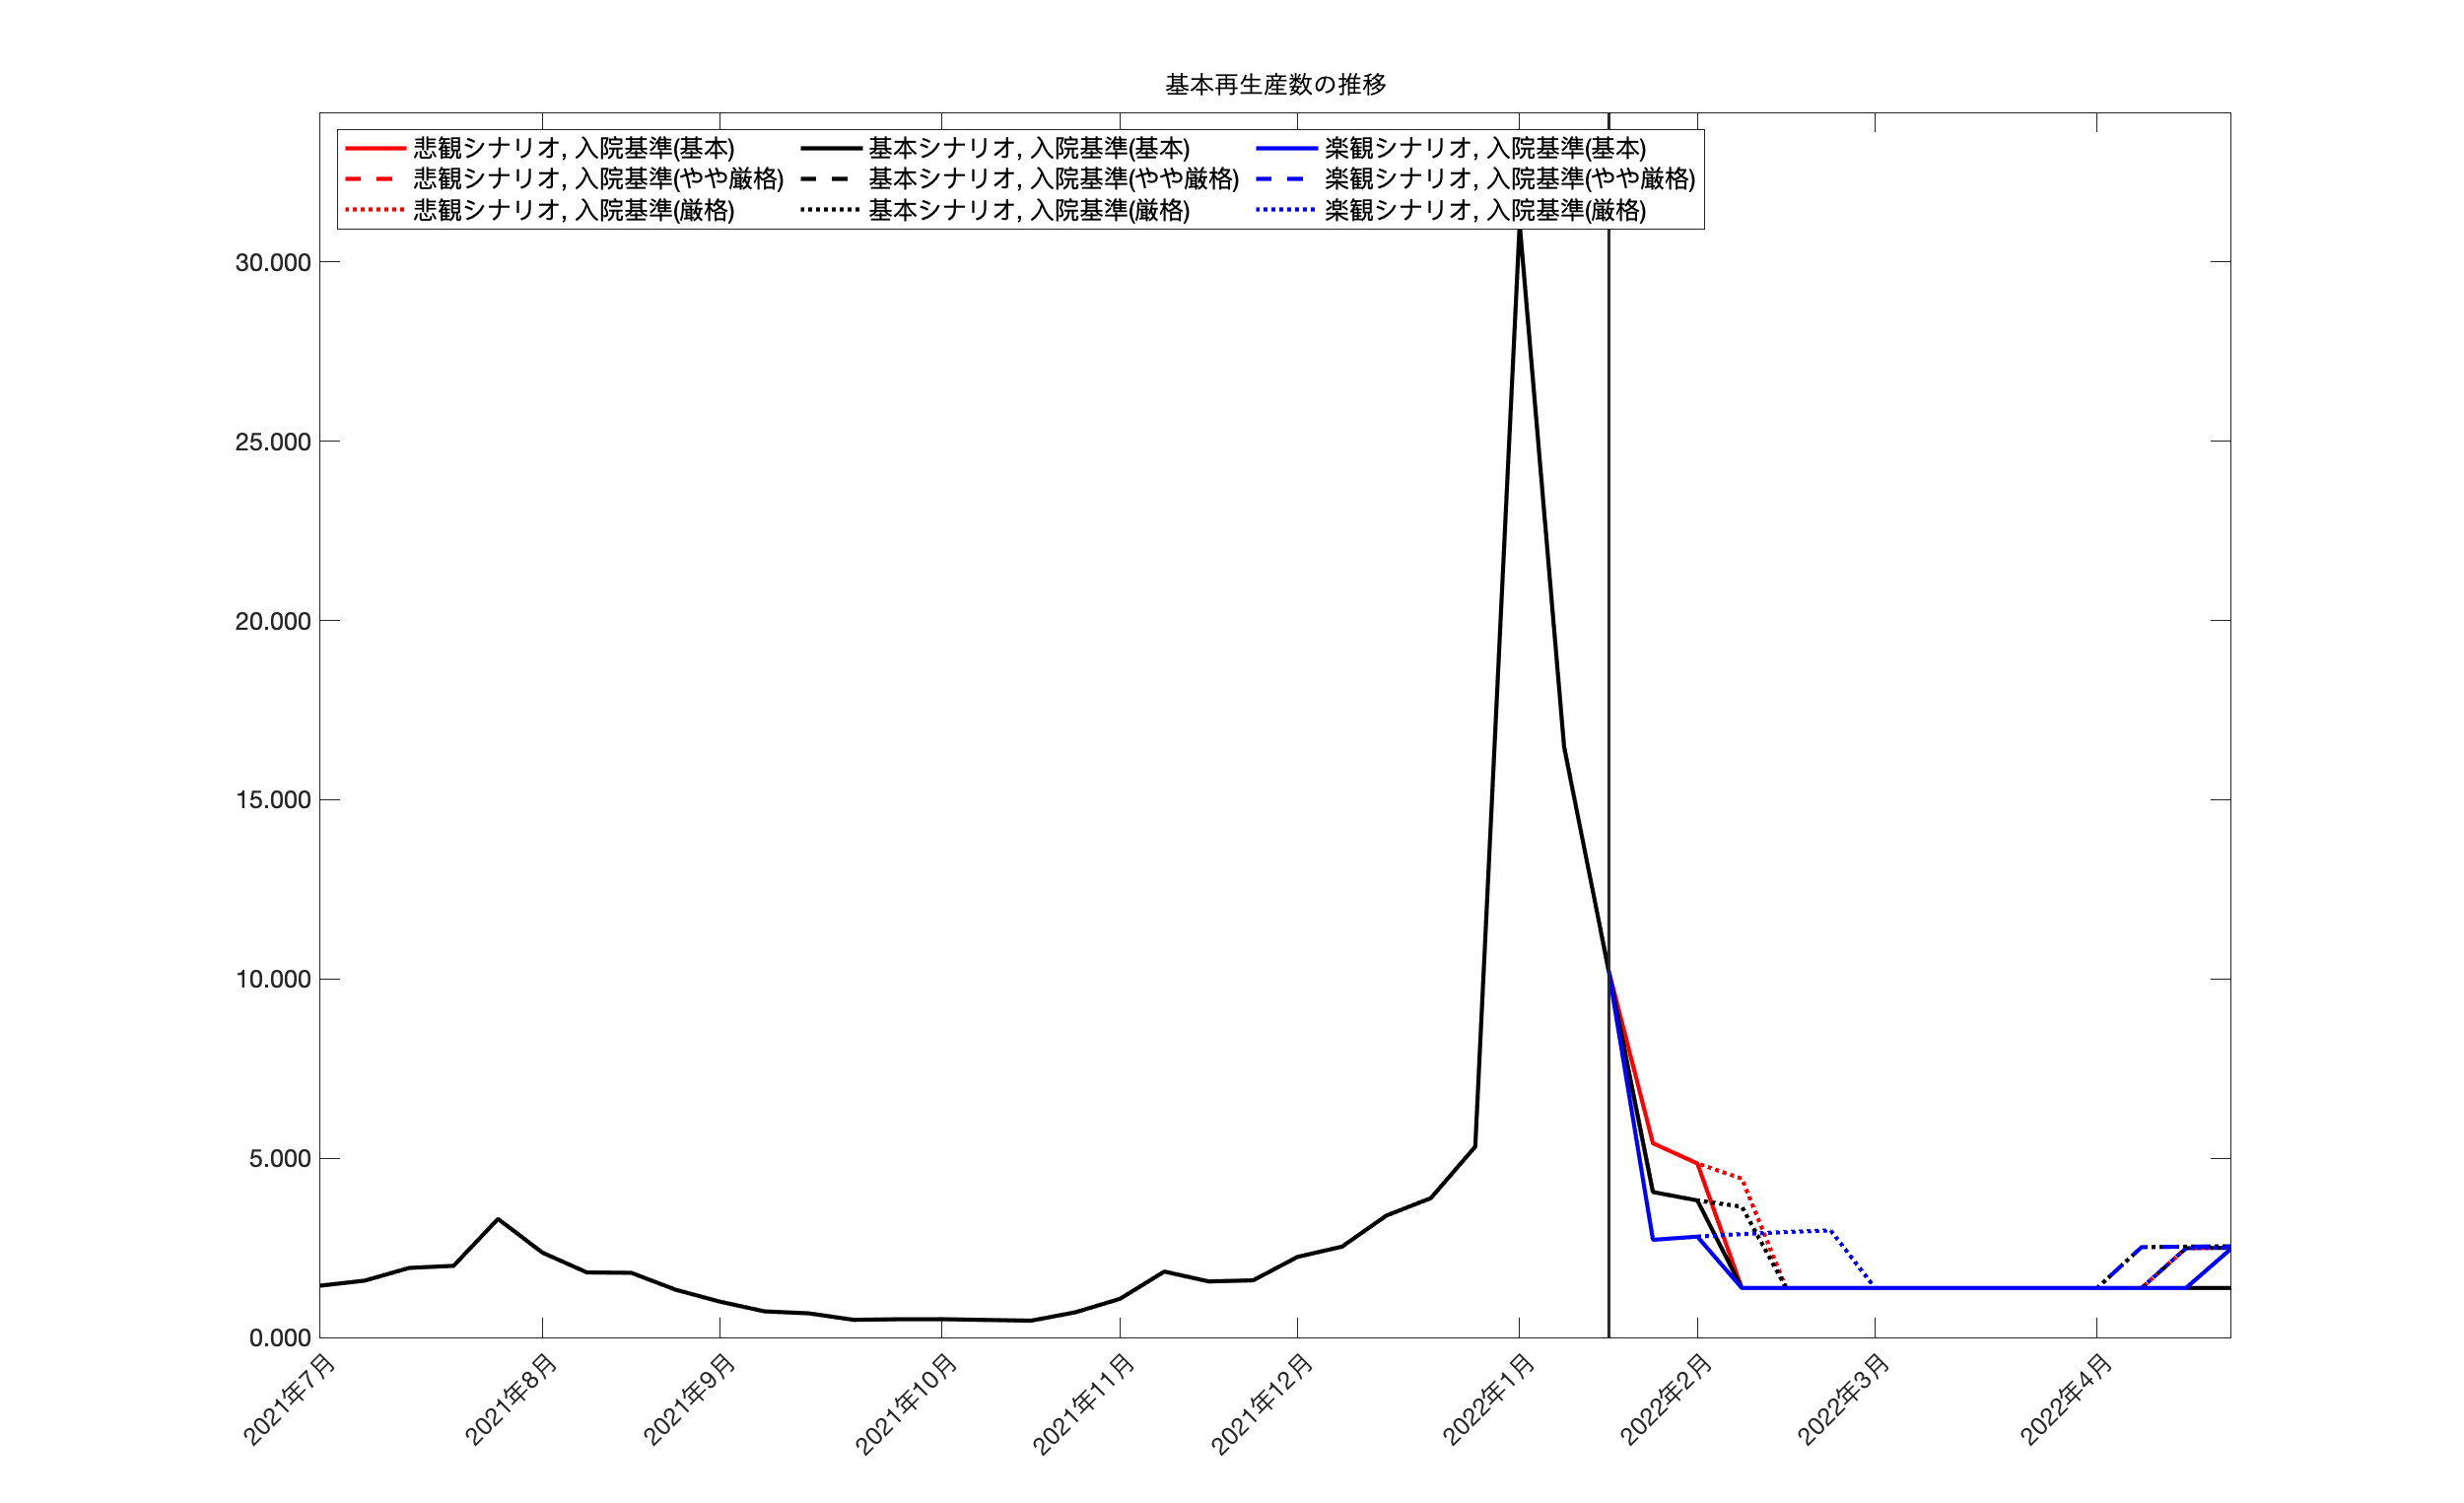 基本再生産数の推移
悲観シナリオ, 入院基準(基本)
悲観シナリオ, 入院基準(やや厳格)
悲観シナリオ, 入院基準(厳格)
基本シナリオ, 入院基準(基本)
基本シナリオ, 入院基準(やや厳格)
基本シナリオ, 入院基準(厳格)
楽観シナリオ, 入院基準(基本)
楽観シナリオ, 入院基準(やや厳格)
楽観シナリオ, 入院基準(厳格)
30.000
25.000
20.000
15.000
10.000
5.000
0.000
2021年7月
2021年8月
2021年9月
2021年10月
2021年11月
2021年12月
2022年1月
2022年2月
2022年3月
2022年4月